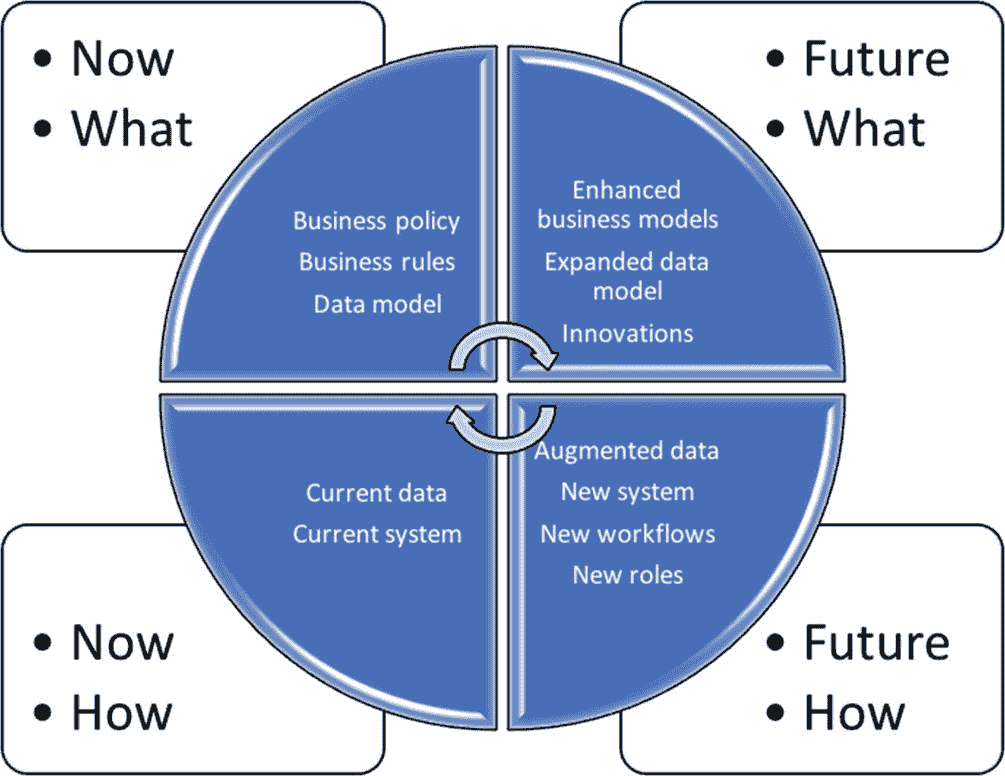 • Now
• What
• Future
• What
Business policy
Business rules
Data model
Enhanced
business models
Expanded data
model
Innovations
Current data
Current system
Augmented data
New system
New workflows
New roles
• Now
• How
• Future
• How